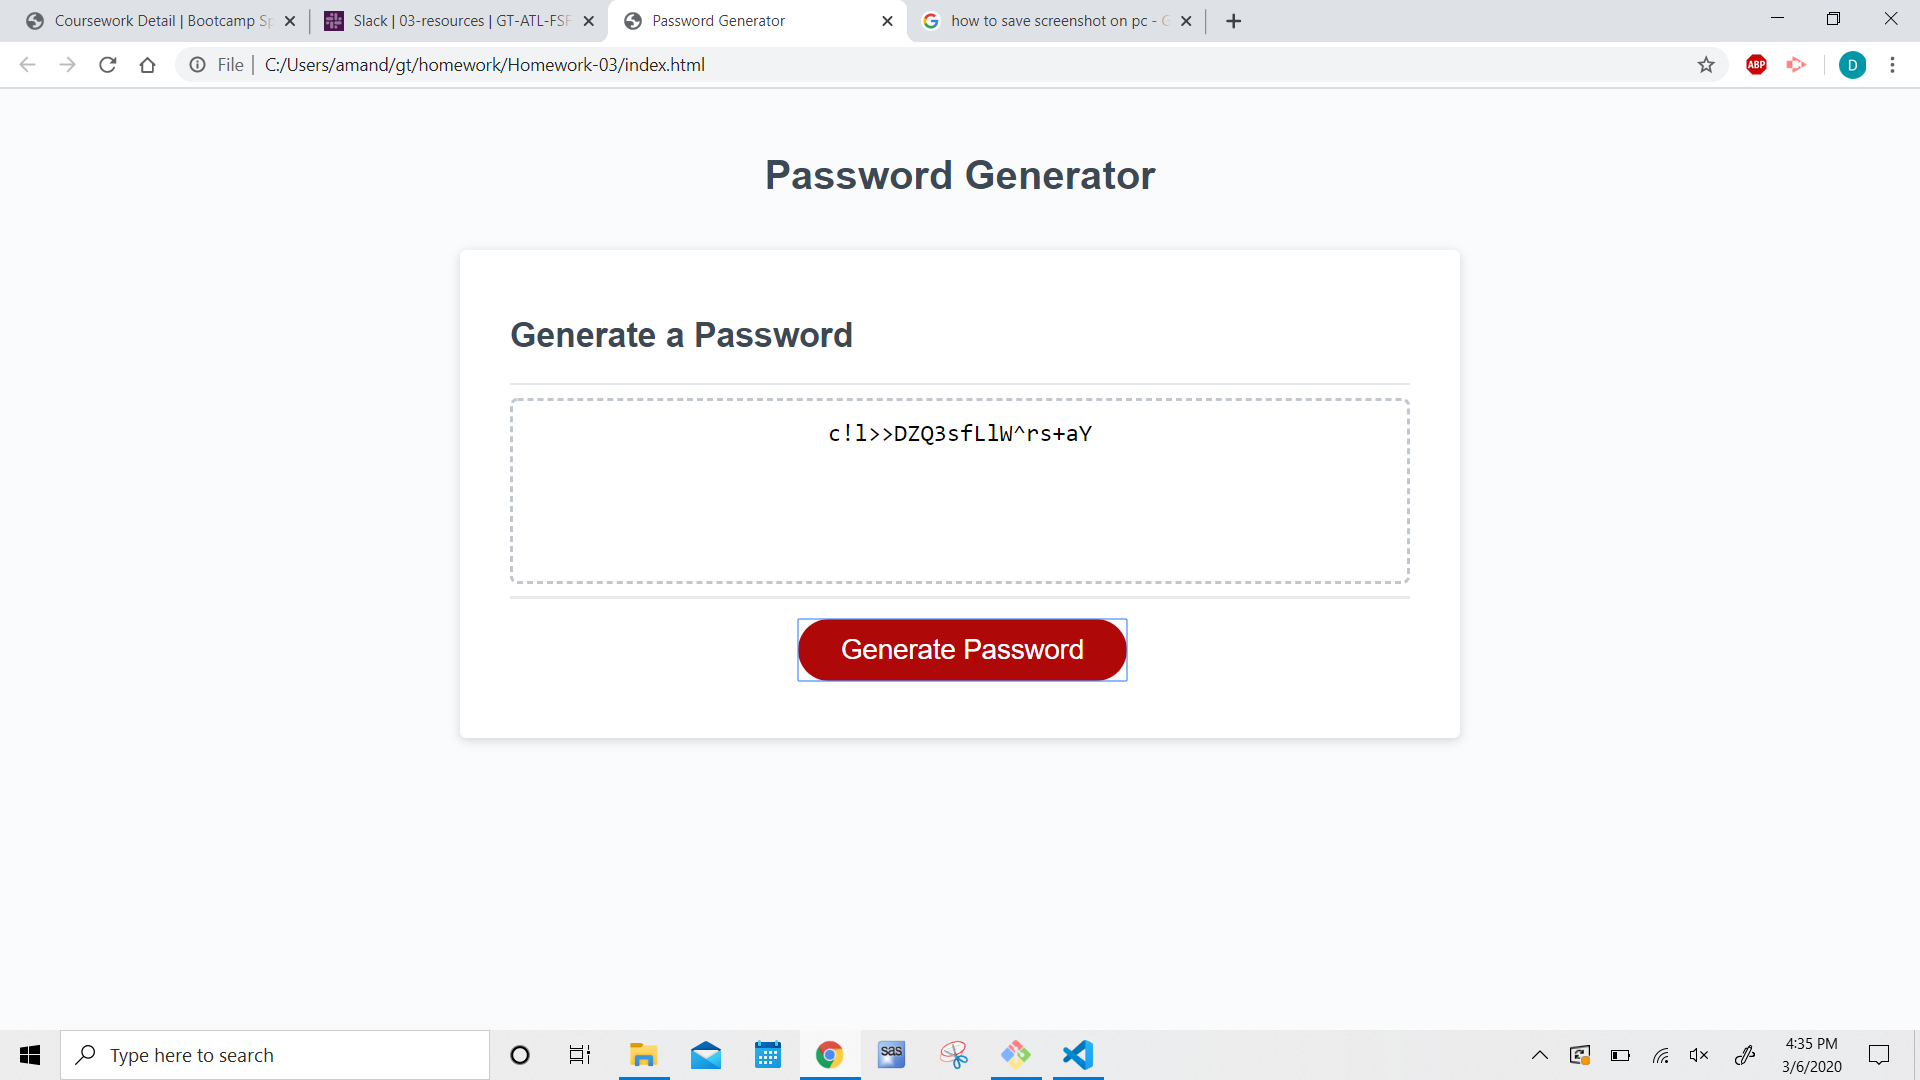 Coursework Detail | Bootcamp Sp
Slack | 03-resources | GT-ATL-FSF
Password Generator
how to save screenshot on pc - G
File | C:/Users/amand/gt/homework/Homework-03/index.html
ABP
D
Password Generator
Generate a Password
c!l>>DZQ3sfLlW^rs+aY
Generate Password
Type here to search
sas
4:35 PM
3/6/2020